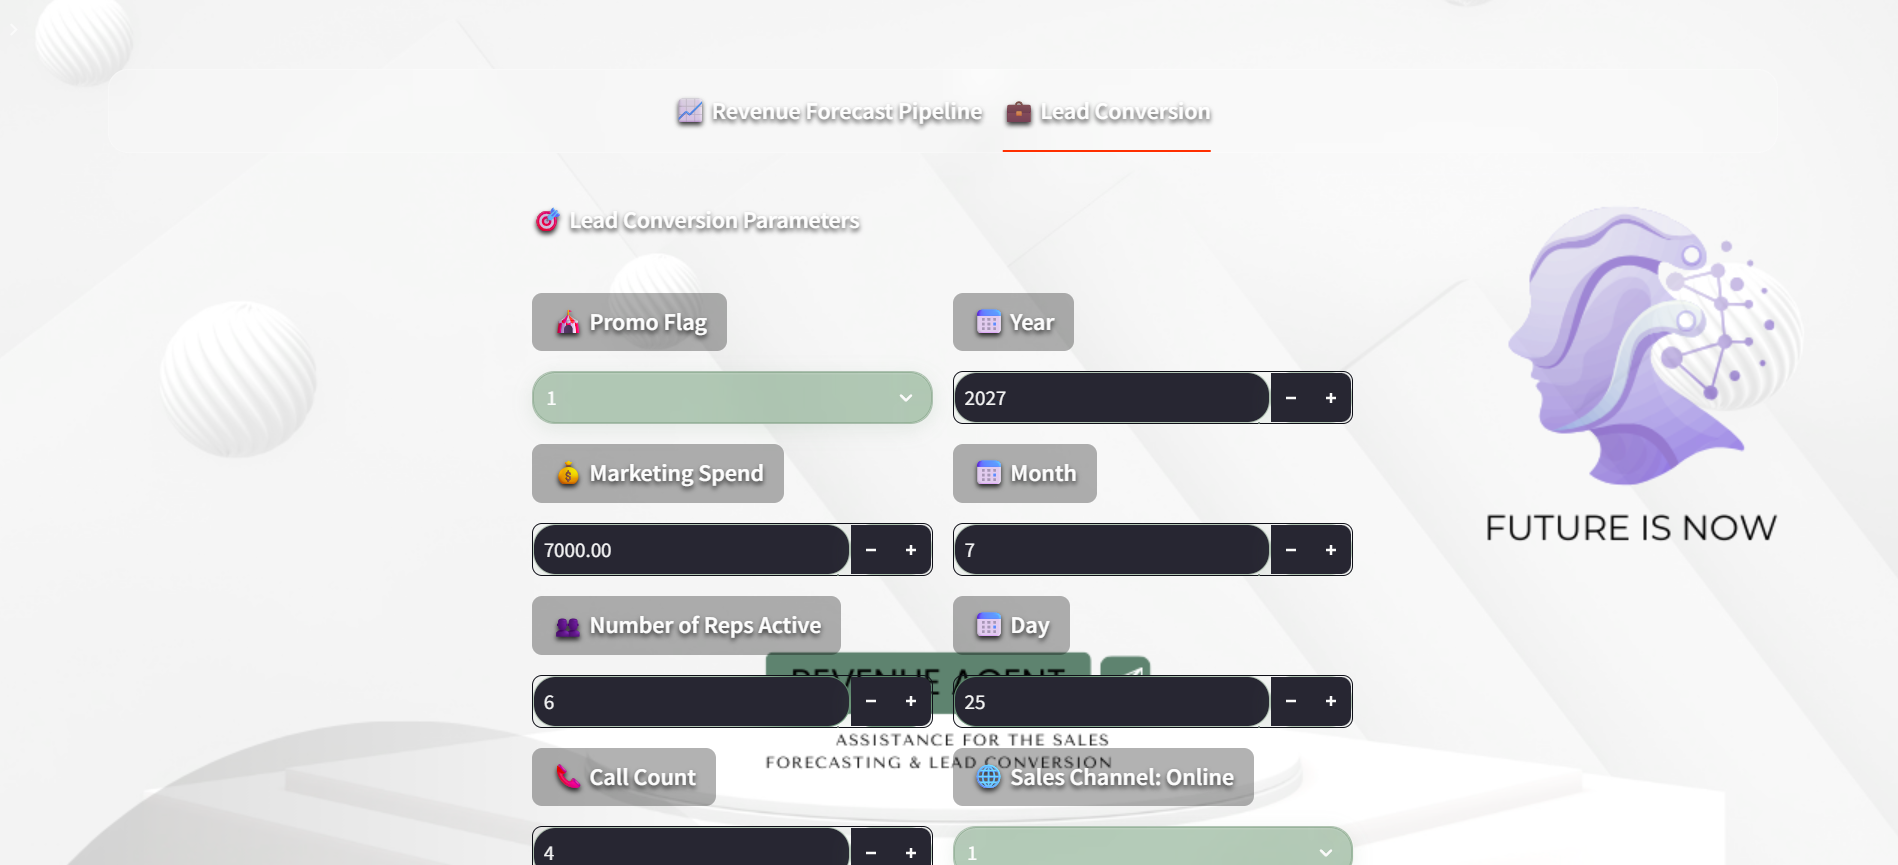 Revenue Forecast Pipeline
Lead Conversion
Lead Conversion Parameters
Promo Flag
Year
1
2027
Marketing Spend
Month
7000.00
7
Number of Reps Active
Day
REVENUE AGENT
6
25
ASSISTANCE FOR THE SALES
FORECASTING & LEAD CONVERSION
Call Count
Sales Channel: Online
4
1
FUTURE IS NOW